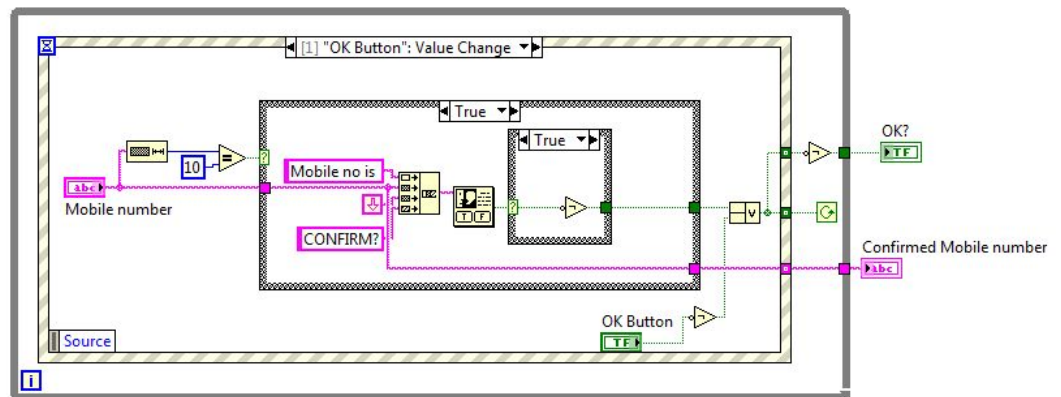 [1] "OK Button": Value Change
True
True
10
=
?
Mobile no is
abc
Mobile number
CONFIRM?
T F
?
OK?
TF
v
Confirmed Mobile number
abc
OK Button
TF
Source
i